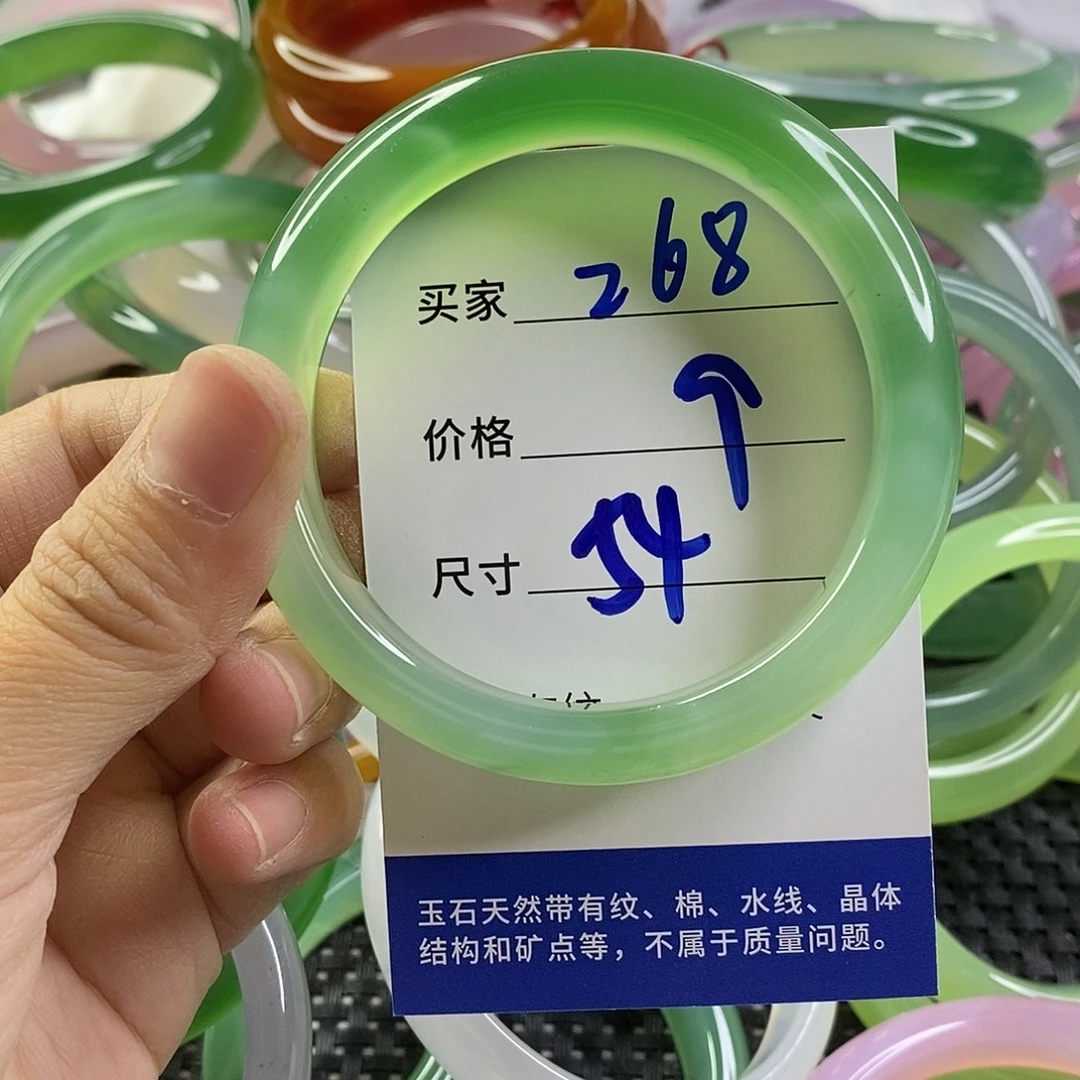 买家 268
价格 ↑
尺寸 54
玉石天然带有纹、棉、水线、晶体
结构和矿点等，不属于质量问题。